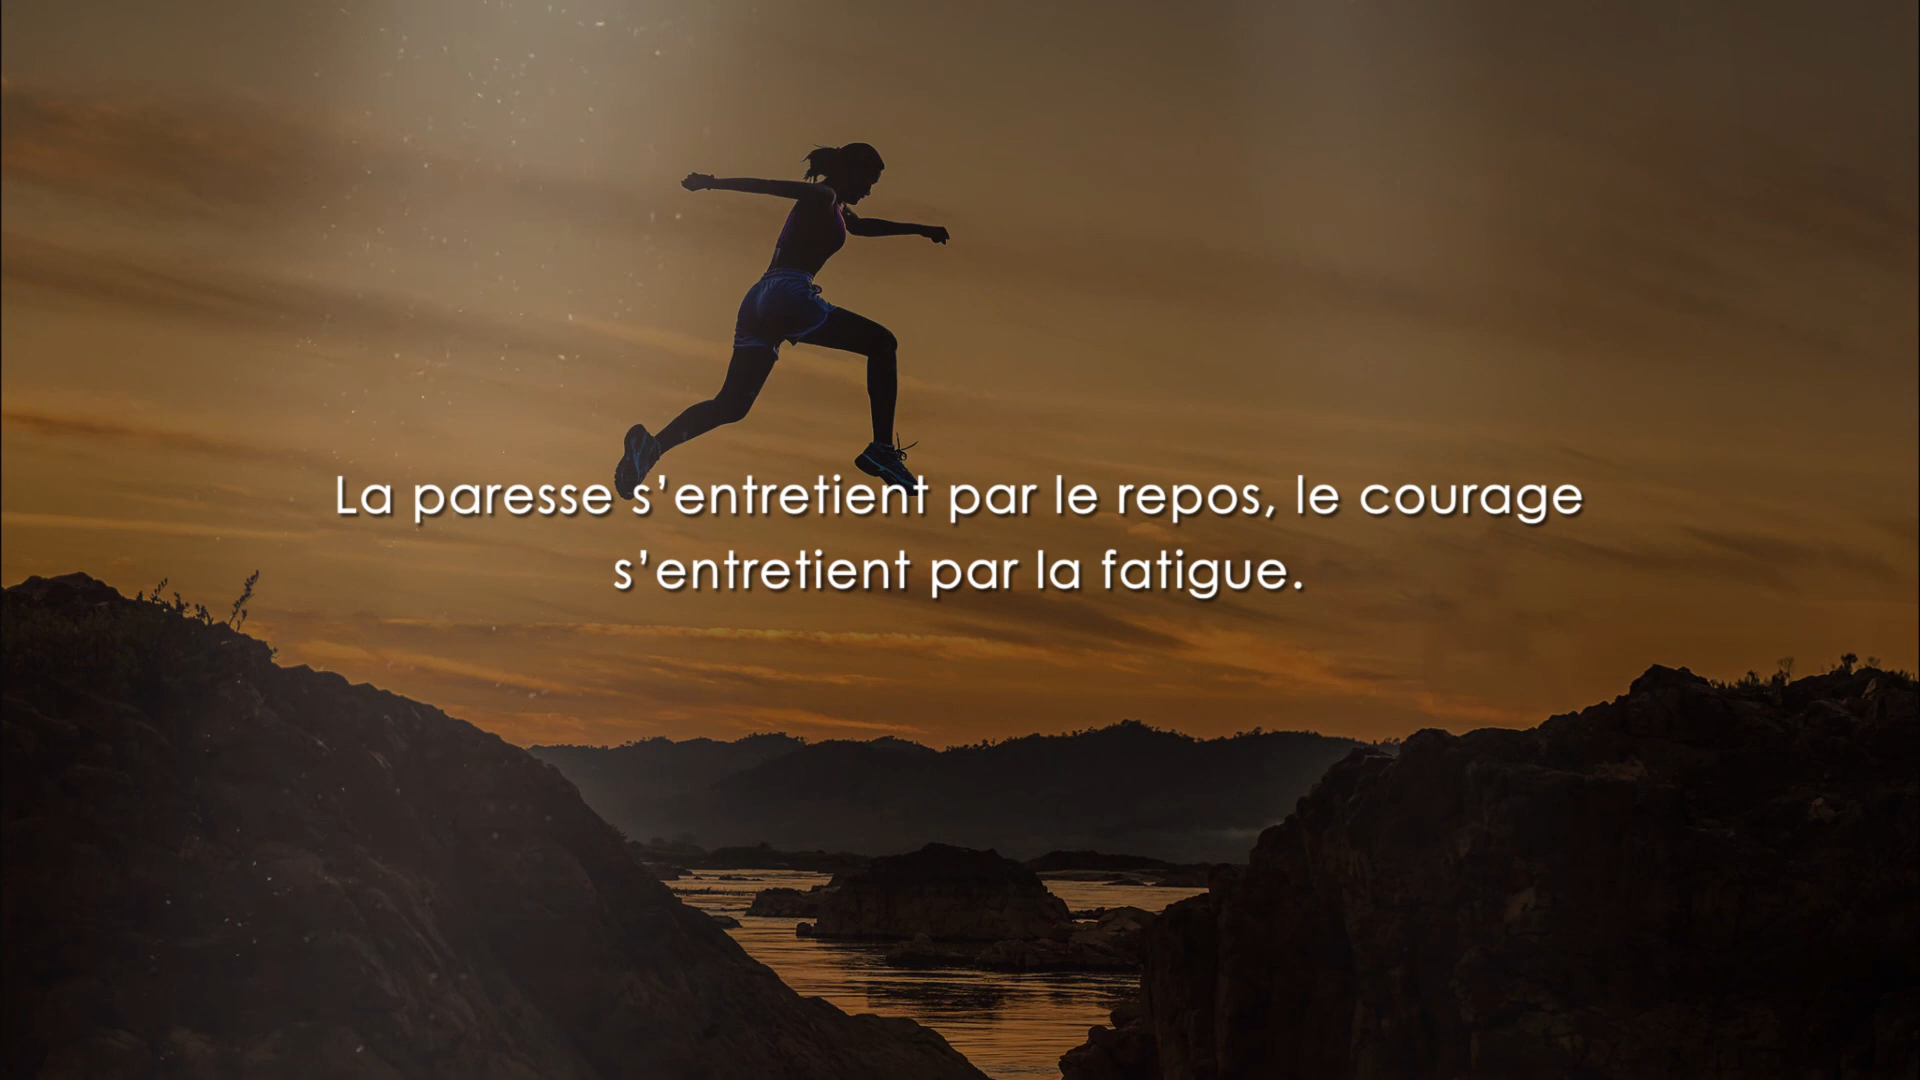 La paresse s’entretient par le repos, le courage
s’entretient par la fatigue.